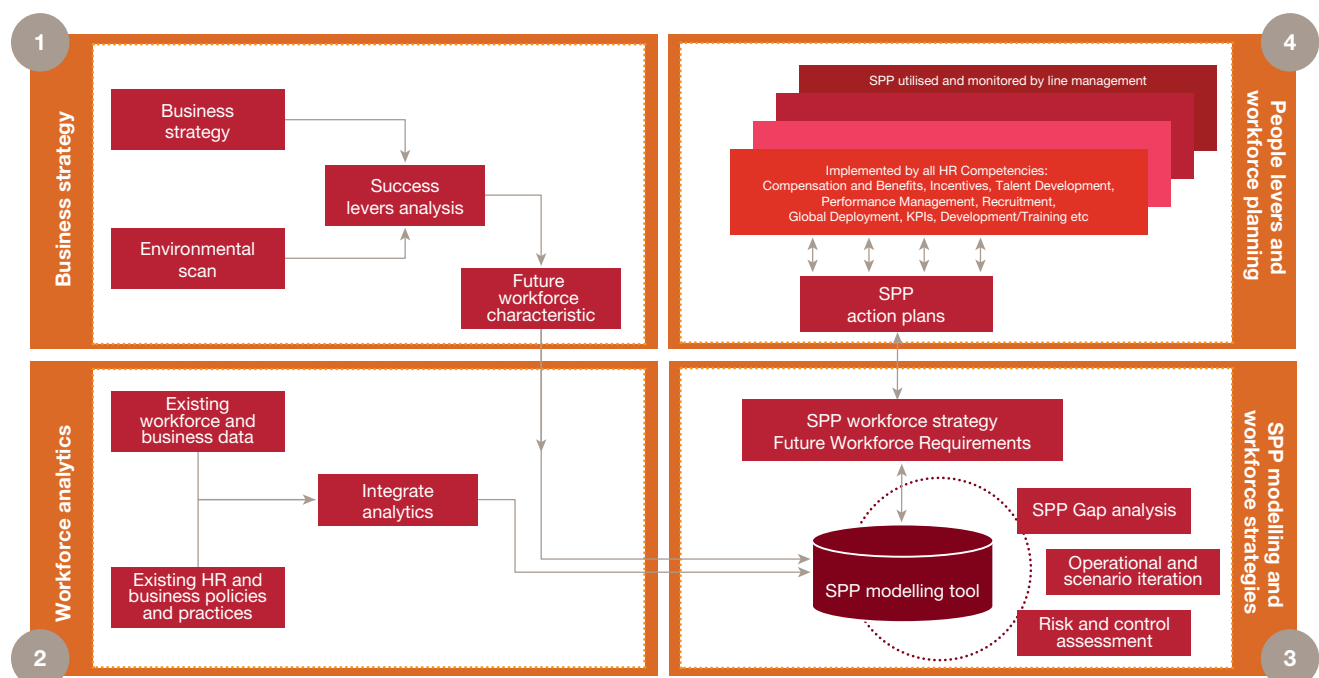 1
Business strategy
Business
strategy
Environmental
scan
Success
levers analysis
Future
workforce
characteristic
2
Workforce analytics
Existing
workforce and
business data
Existing HR and
business policies
and practices
Integrate
analytics
4
People levers and
workforce planning
SPP utilised and monitored by line management
Implemented by all HR Competencies:
Compensation and Benefits, Incentives, Talent Development,
Performance Management, Recruitment,
Global Deployment, KPIs, Development/Training etc
SPP
action plans
3
SPP modelling and
workforce strategies
SPP workforce strategy
Future Workforce Requirements
SPP modelling tool
SPP Gap analysis
Operational and
scenario iteration
Risk and control
assessment